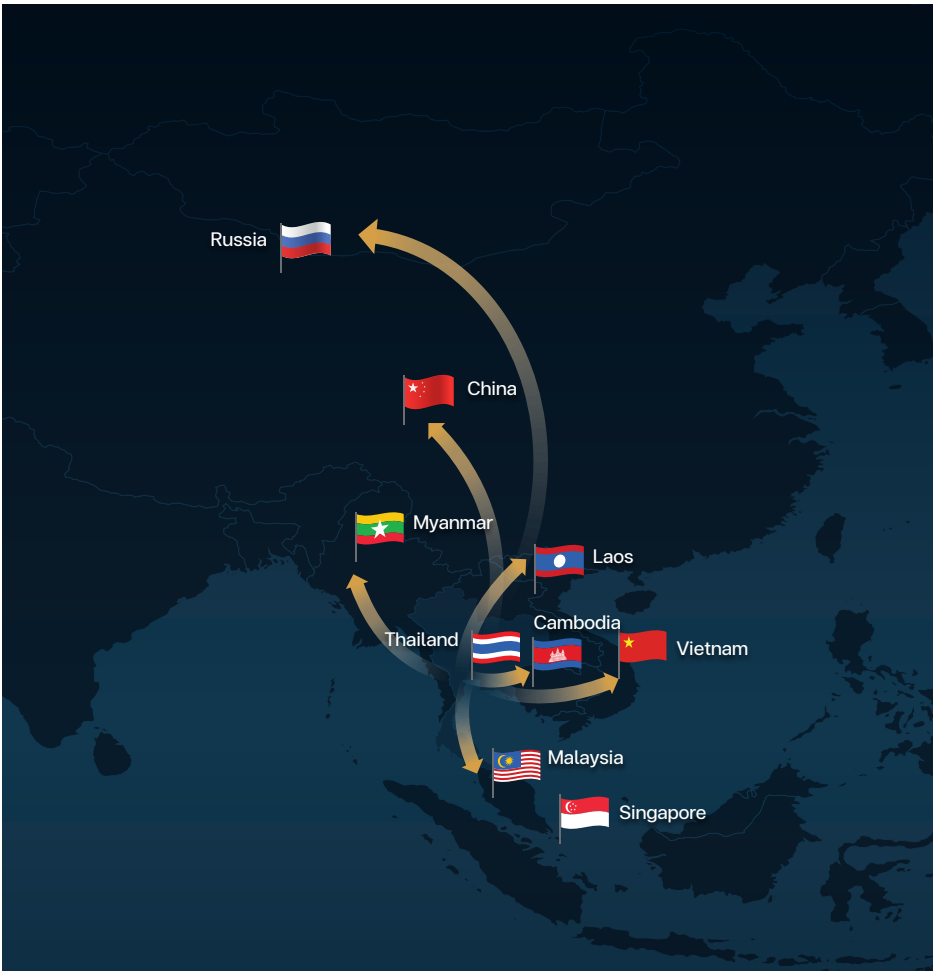 Russia
China
Myanmar
Laos
Cambodia
Thailand
Vietnam
Malaysia
Singapore